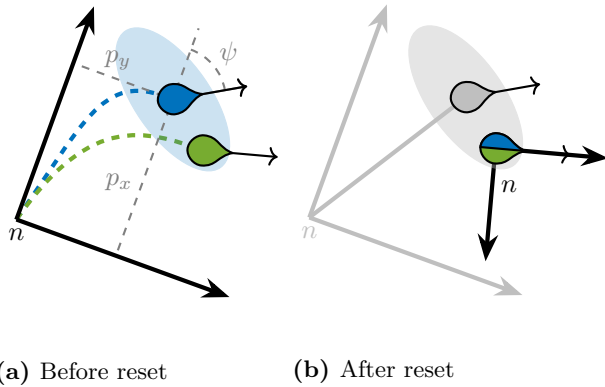 p_y
ψ
p_x
n
n
n
(a) Before reset
(b) After reset